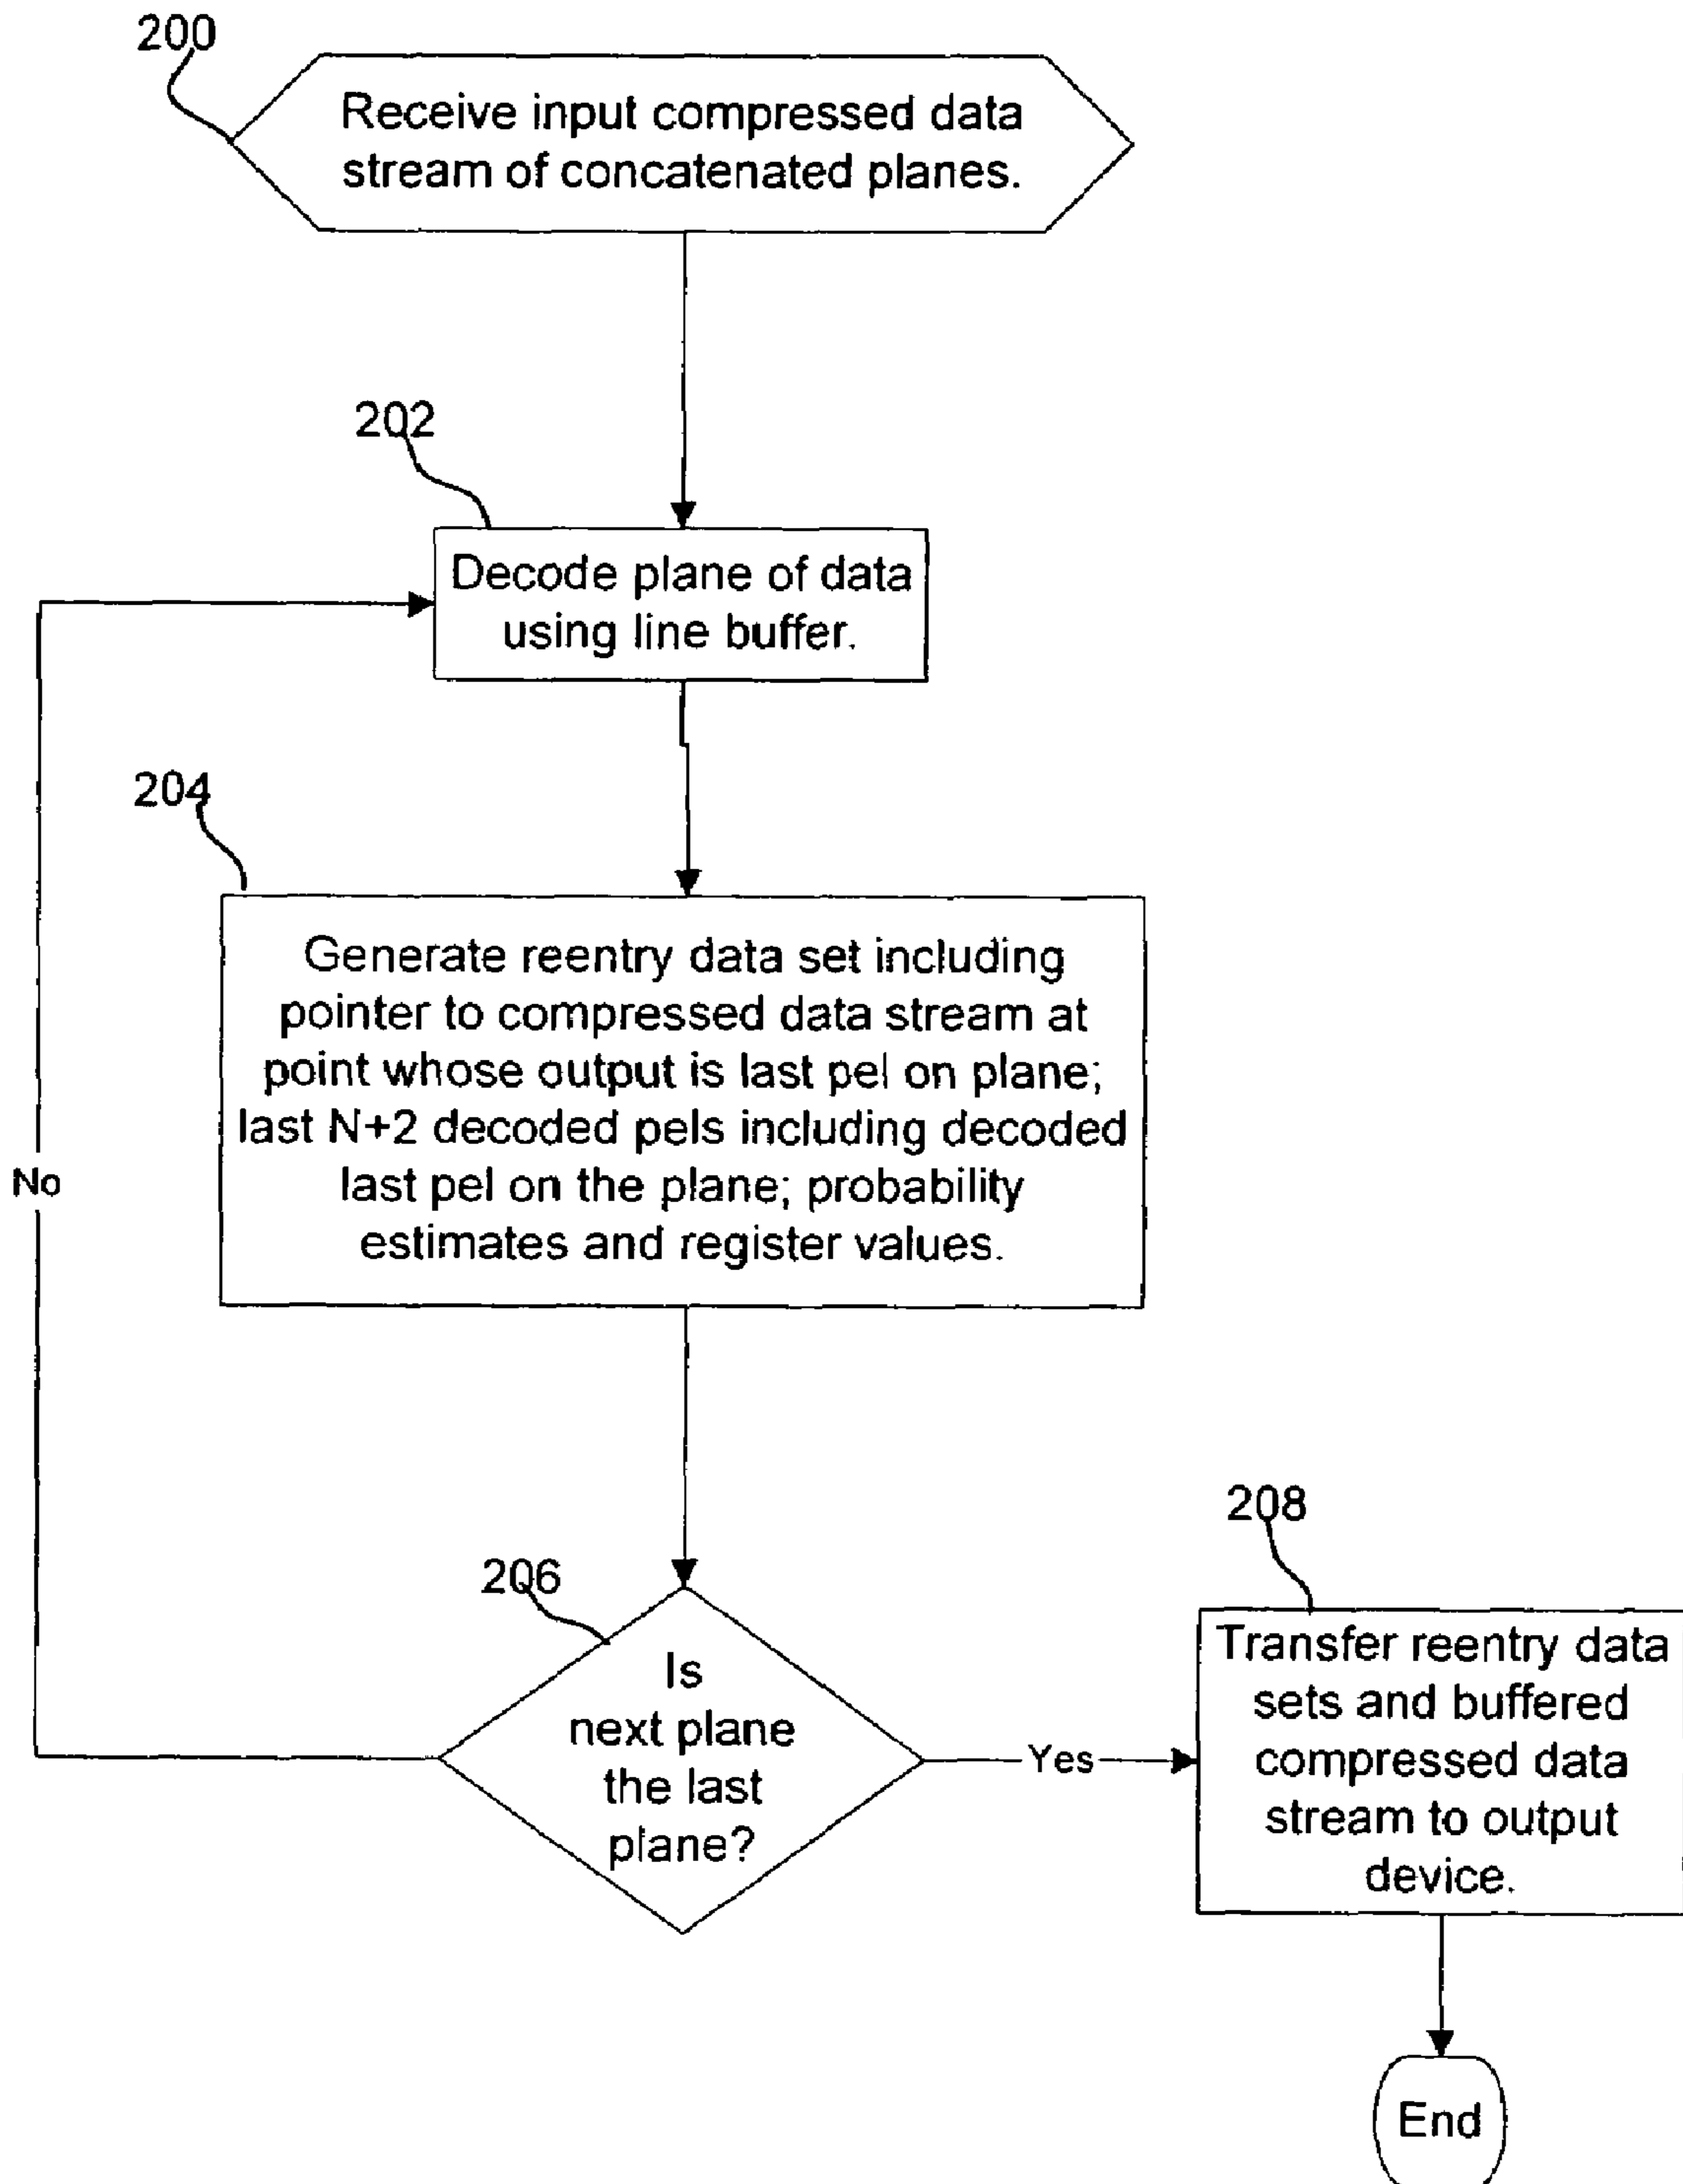 200
Receive input compressed data
stream of concatenated planes.
202
Decode plane of data
using line buffer.
204
Generate reentry data set including
pointer to compressed data stream at
point whose output is last pel on plane;
last N+2 decoded pels including decoded
last pel on the plane; probability
estimates and register values.
No
206
Is
next plane
the last
plane?
Yes
208
Transfer reentry data
sets and buffered
compressed data
stream to output
device.
End